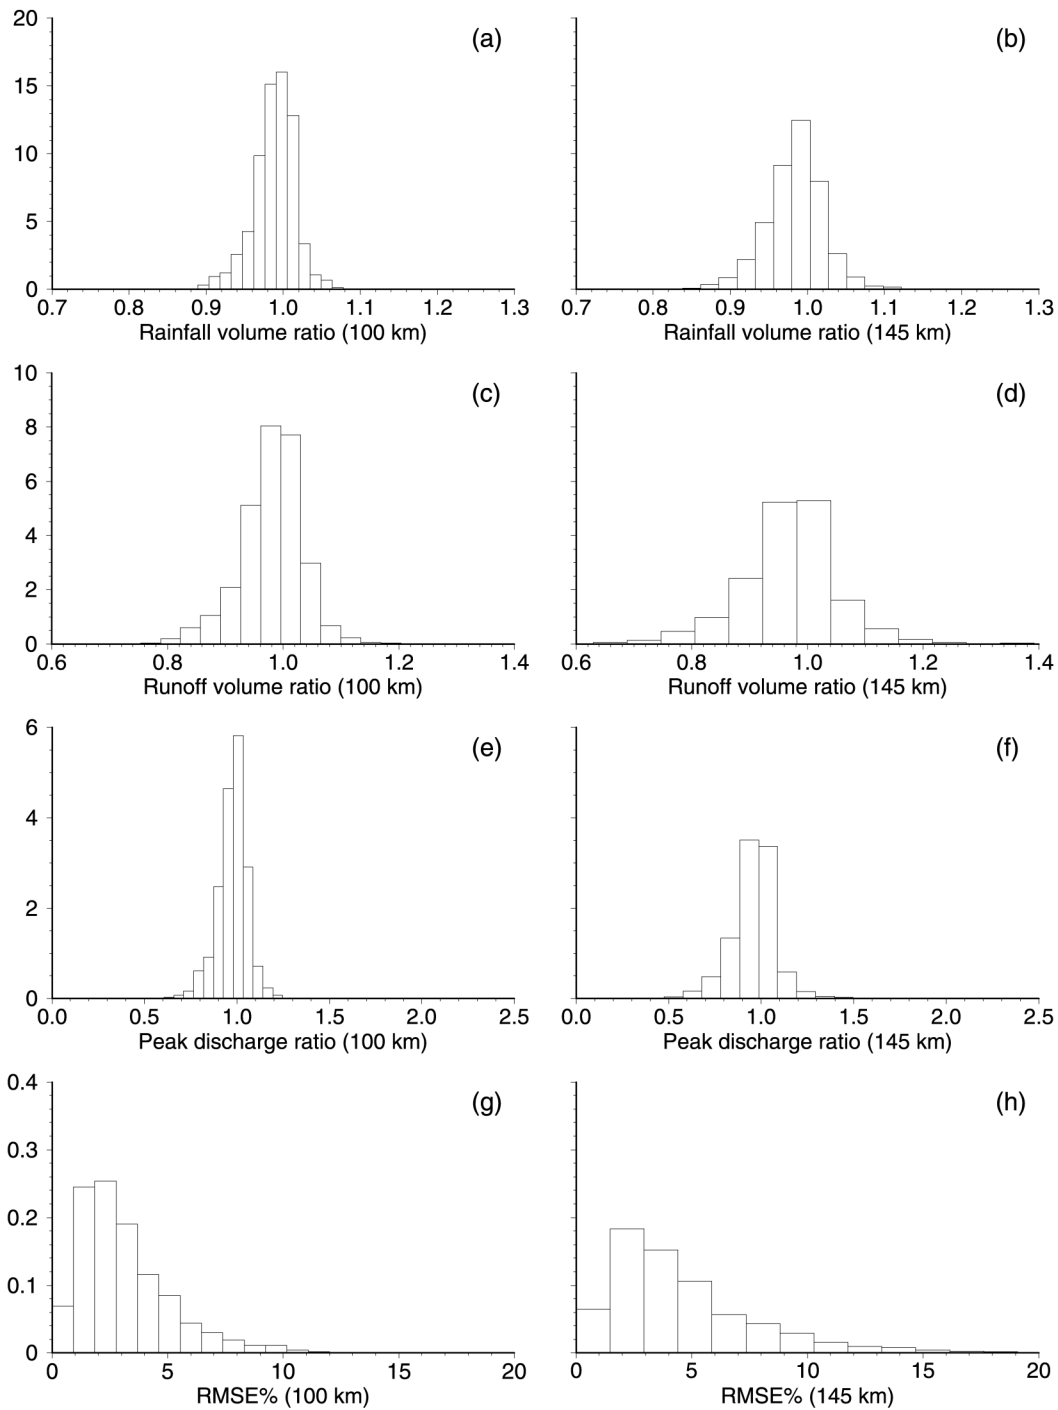 20
15
10
5
0
(a)
(b)
0.7 0.8 0.9 1.0 1.1 1.2 1.3
0.7 0.8 0.9 1.0 1.1 1.2 1.3
Rainfall volume ratio (100 km)
Rainfall volume ratio (145 km)
10
8
6
4
2
0
(c)
(d)
0.6 0.8 1.0 1.2 1.4
0.6 0.8 1.0 1.2 1.4
Runoff volume ratio (100 km)
Runoff volume ratio (145 km)
6
4
2
0
(e)
(f)
0.0 0.5 1.0 1.5 2.0 2.5
0.0 0.5 1.0 1.5 2.0 2.5
Peak discharge ratio (100 km)
Peak discharge ratio (145 km)
0.4
0.3
0.2
0.1
0
(g)
(h)
0 5 10 15 20
0 5 10 15 20
RMSE% (100 km)
RMSE% (145 km)